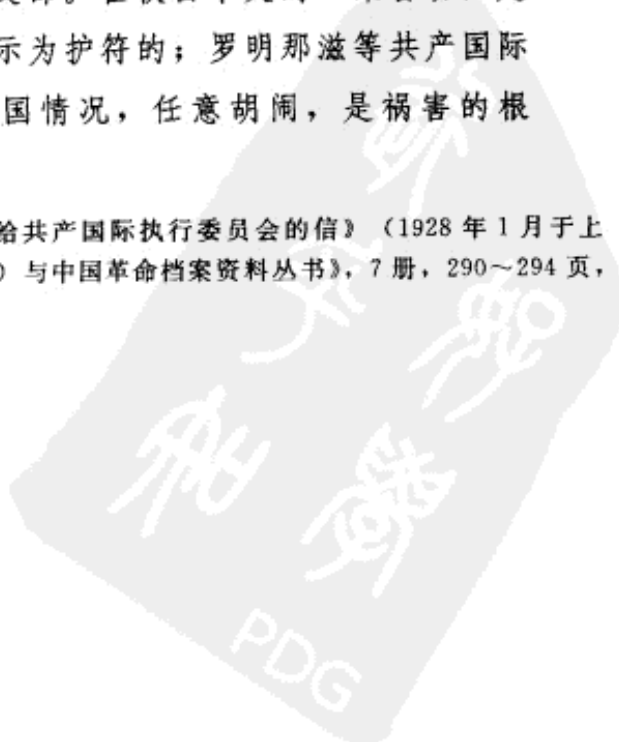 示为护符的；罗明那滋等共产国际
国情况，任意胡闹，是祸害的根
给共产国际执行委员会的信》（1928 年 1 月于上
）与中国革命档案资料丛书》，7 册，290～294 页，
PDG